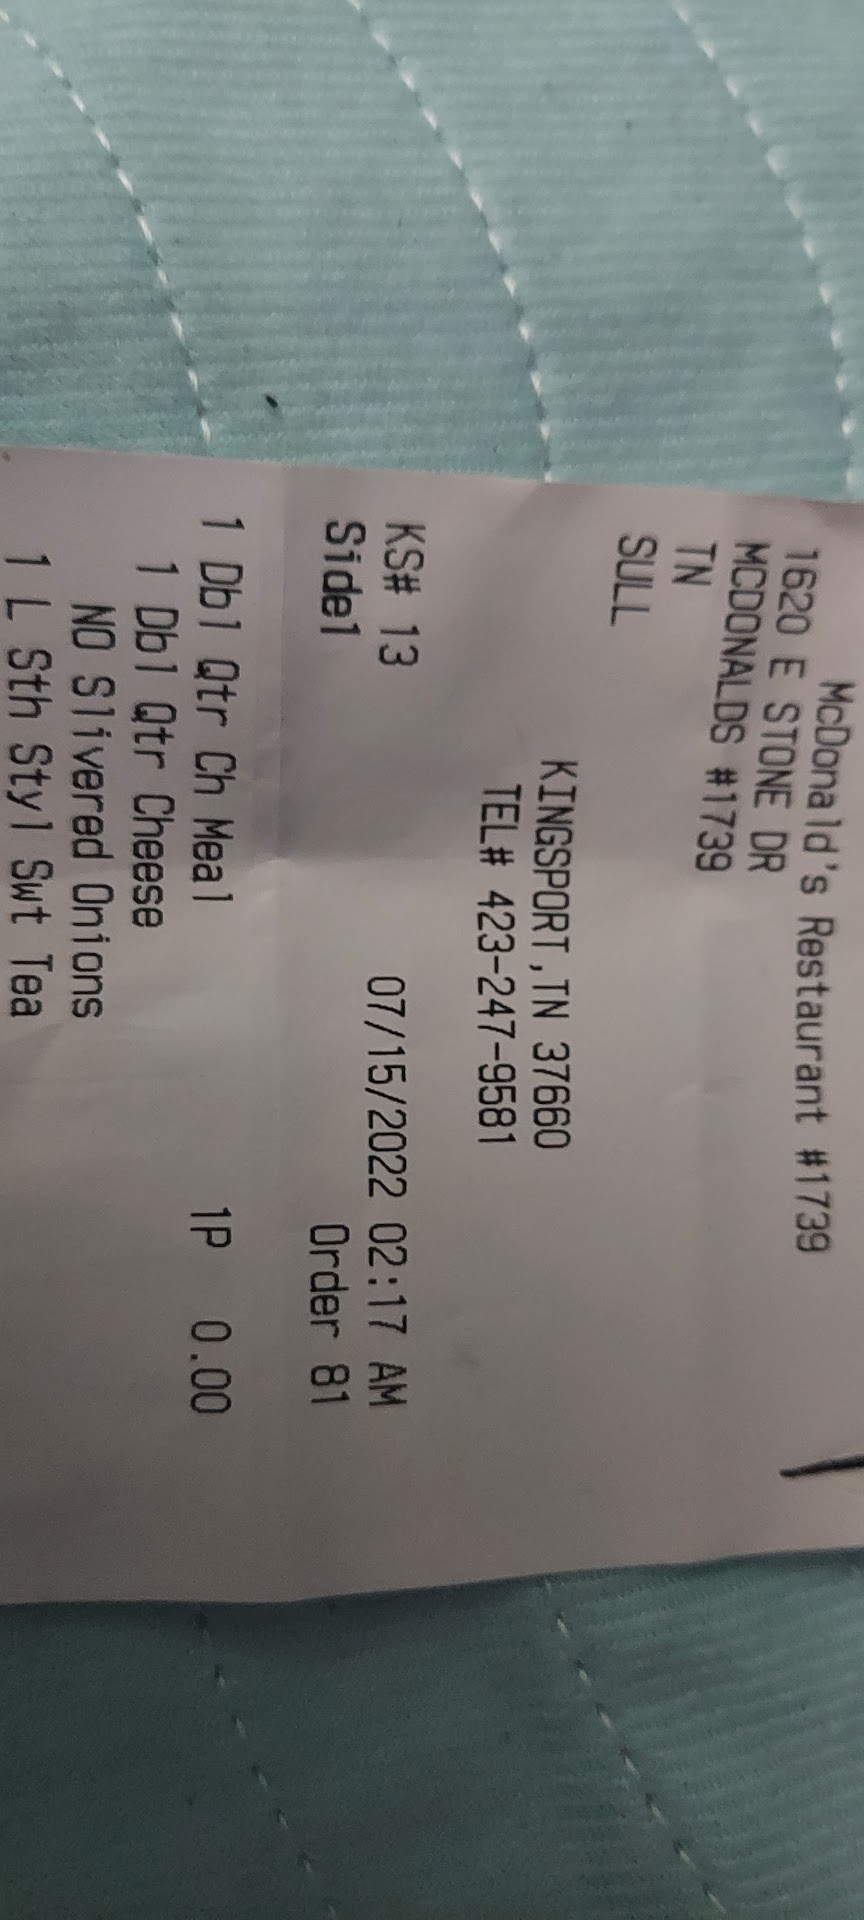 McDonald's Restaurant #1739
1620 E STONE DR
MCDONALDS #1739
TN
SULL
KINGSPORT,TN 37660
TEL# 423-247-9581
KS# 13 07/15/2022 02:17 AM
Side1 Order 81
1 Dbl Qtr Ch Meal 1P 0.00
1 Dbl Qtr Cheese
NO Slivered Onions
1 L Sth Styl Swt Tea